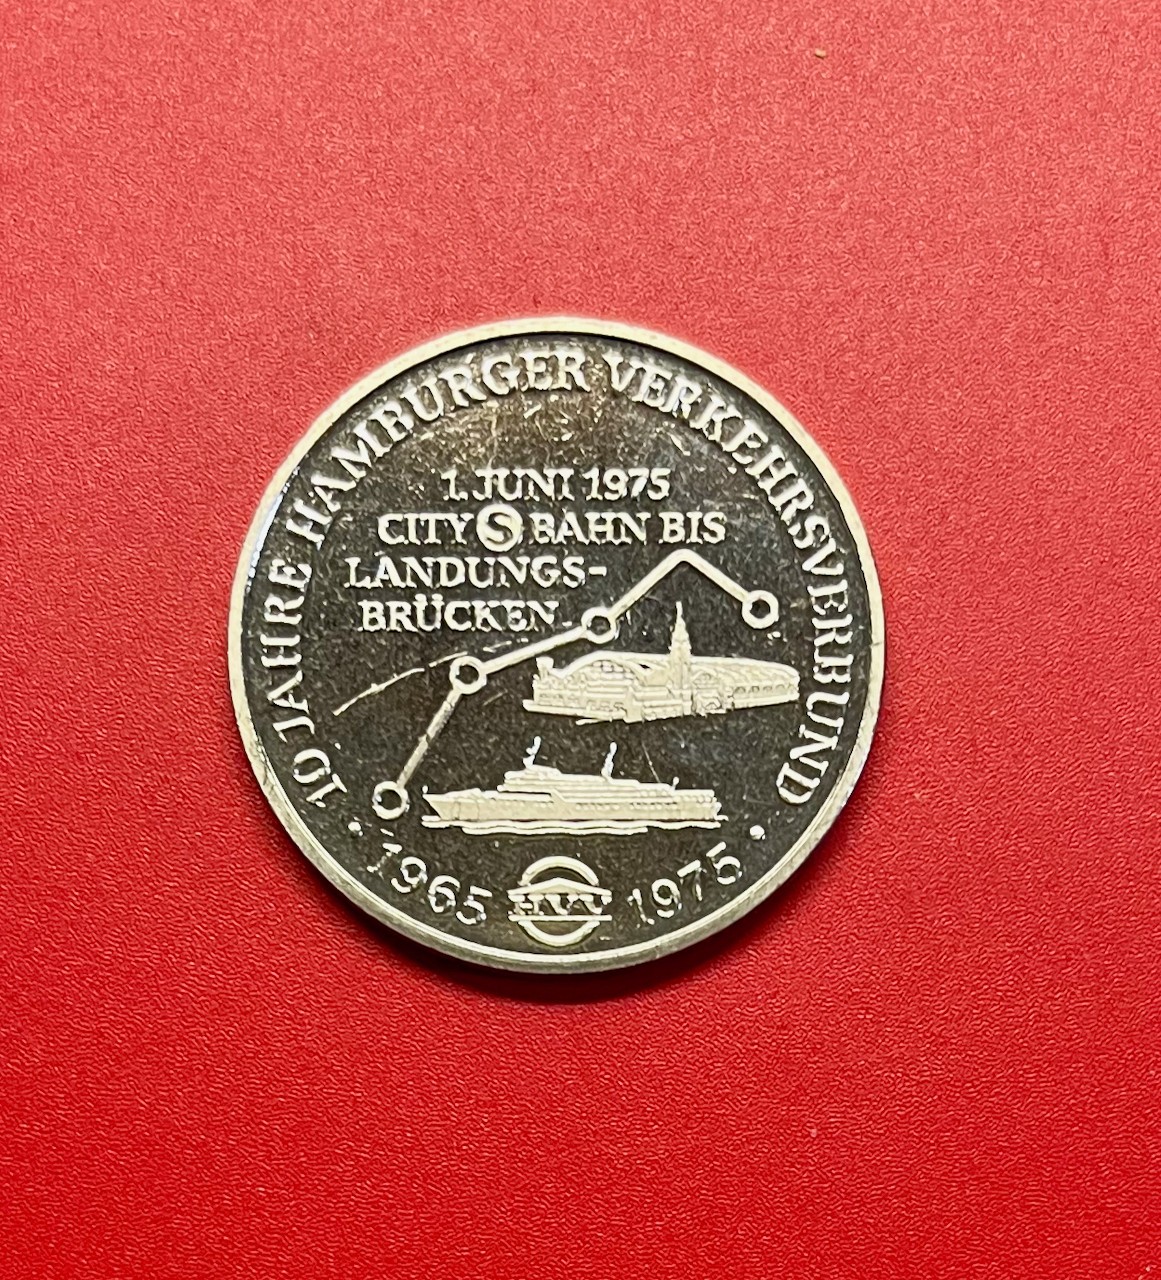 10 JAHRE HAMBURGER VERKEHRSVERBUND
1. JUNI 1975
CITY S BAHN BIS
LANDUNGS-
BRÜCKEN
• 1965 HVV 1975 •